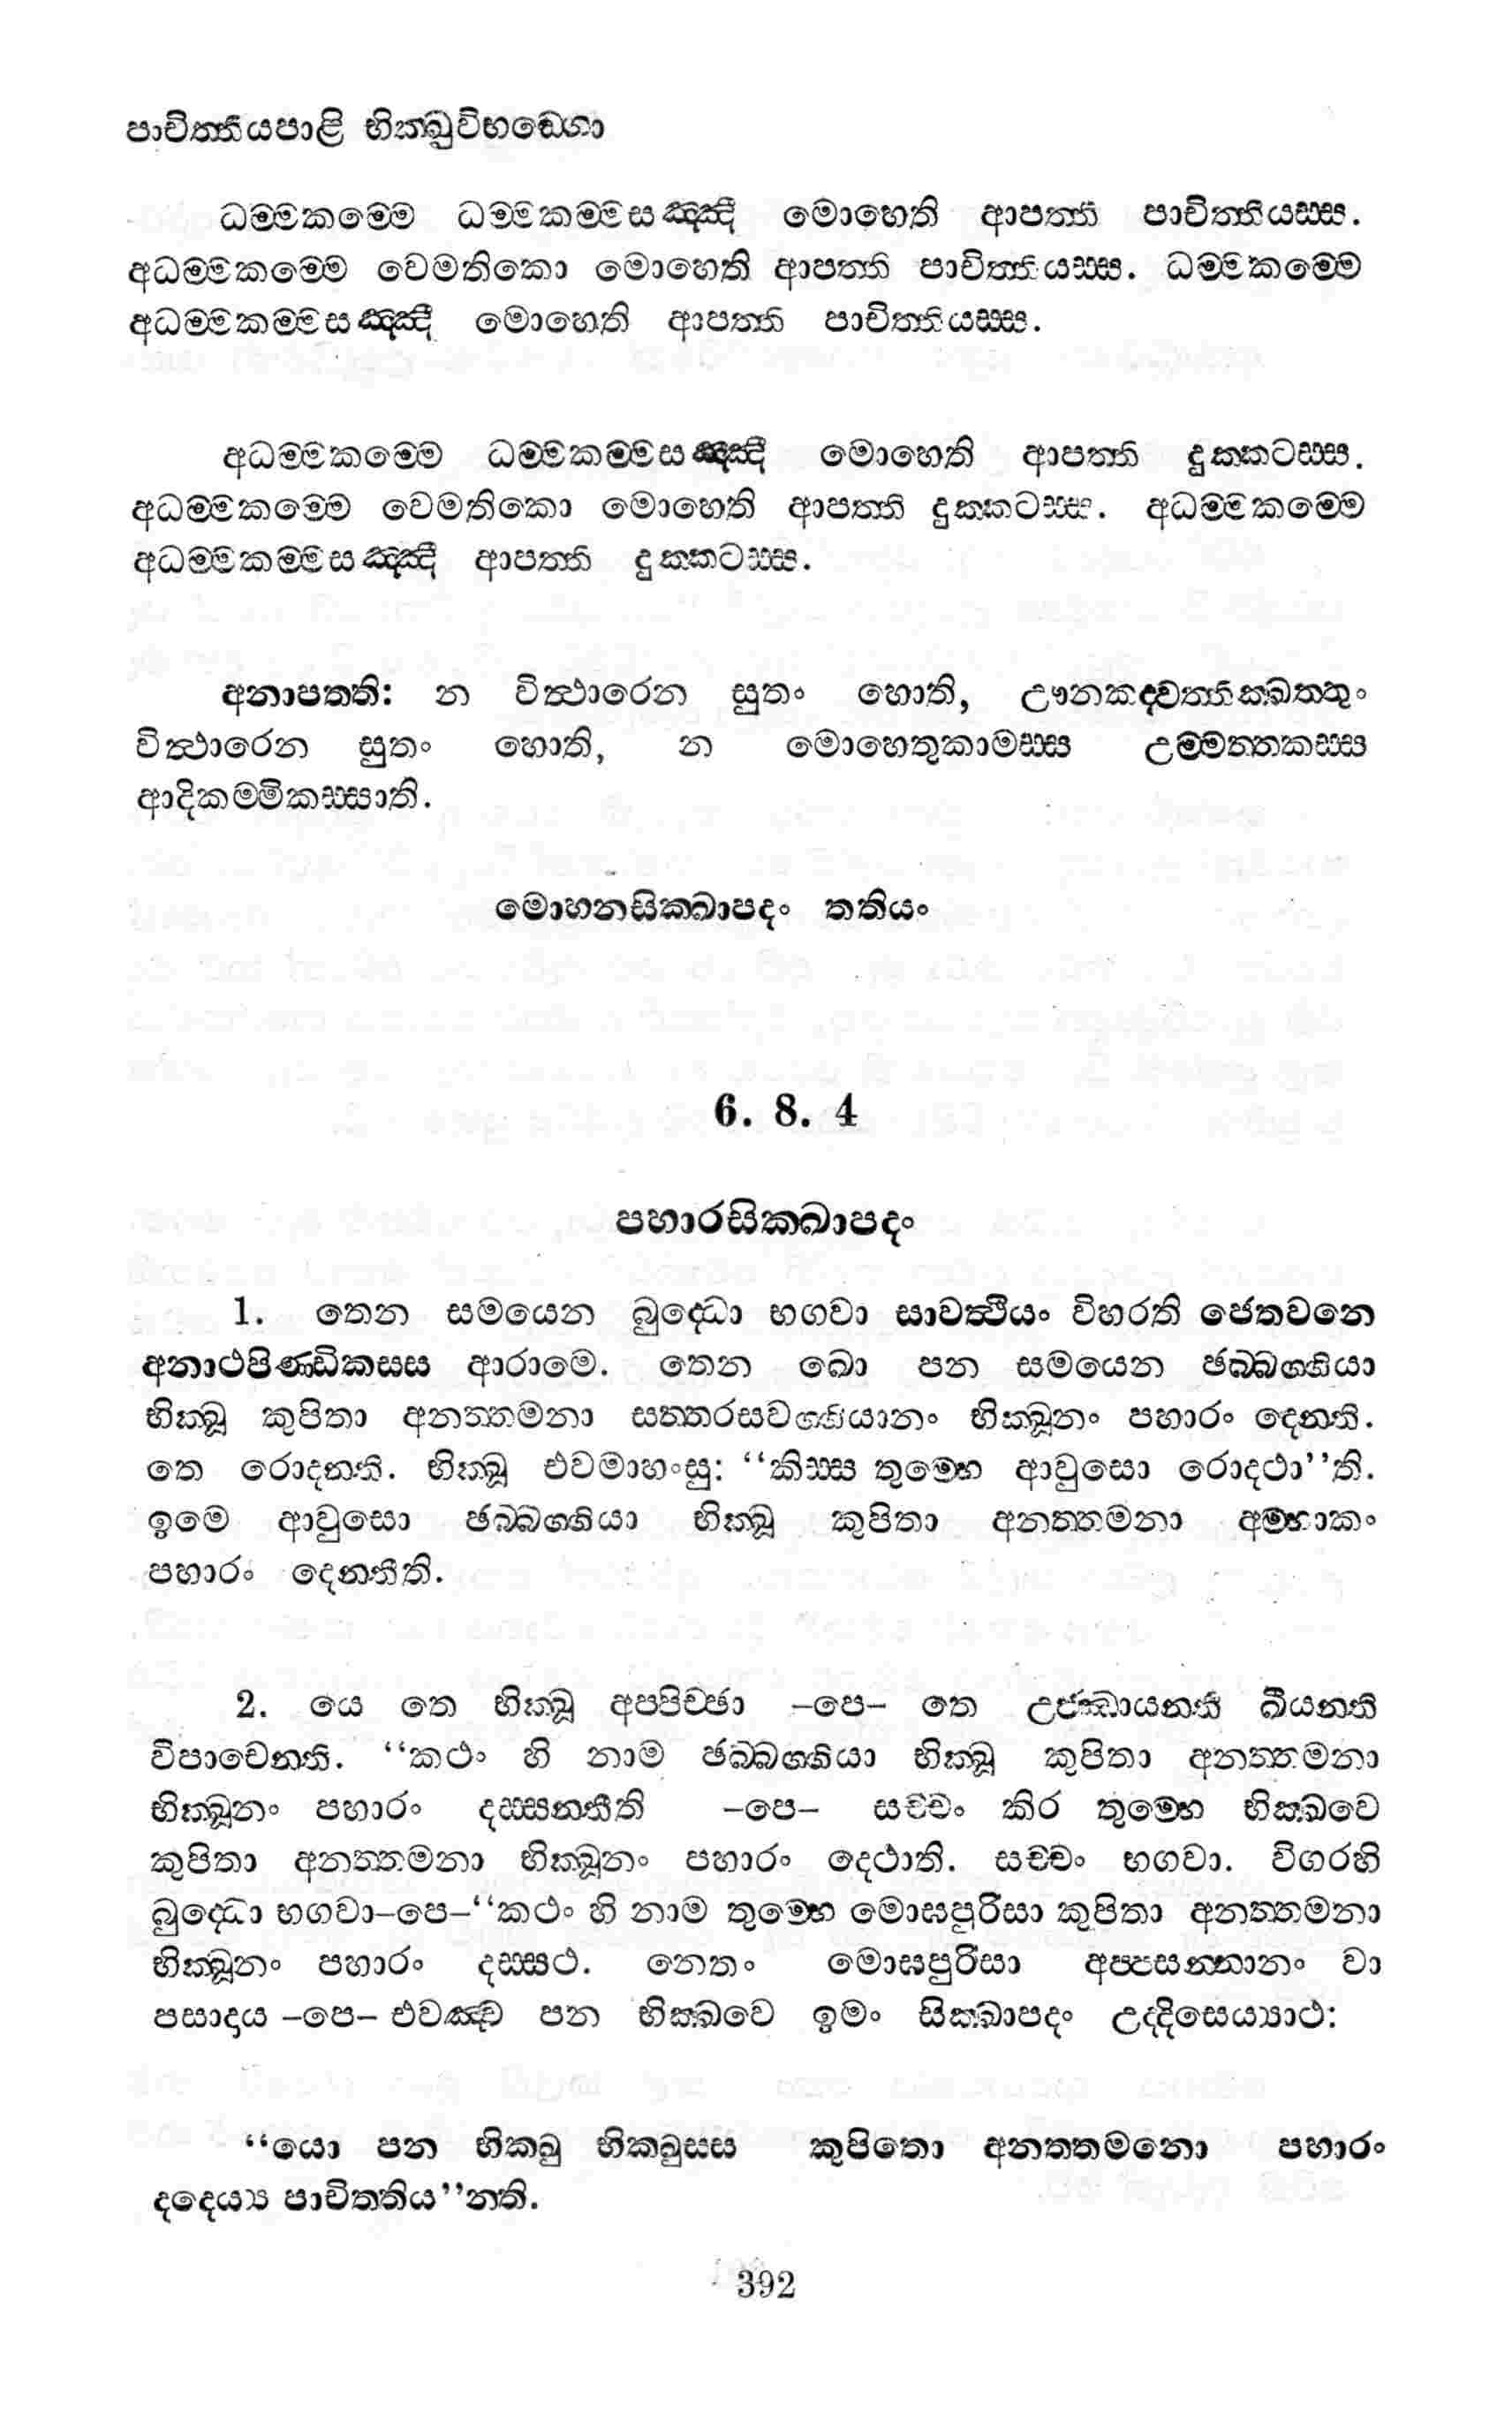 පාචිත්තියපාළි භික්ඛුවිභඞ්ගො
ධම්මකම්මෙ ධම්මකම්මසඤ්ඤී මොහෙති ආපත්ති පාචිත්තියස්ස.
අධම්මකම්මෙ වෙමතිකො මොහෙති ආපත්ති පාචිත්තියස්ස. ධම්මකම්මෙ
අධම්මකම්මසඤ්ඤී මොහෙති ආපත්ති පාචිත්තියස්ස.
අධම්මකම්මෙ ධම්මකම්මසඤ්ඤී මොහෙති ආපත්ති දුක්කටස්ස.
අධම්මකම්මෙ වෙමතිකො මොහෙති ආපත්ති දුක්කටස්ස. අධම්මකම්මෙ
අධම්මකම්මසඤ්ඤී ආපත්ති දුක්කටස්ස.
අනාපත්ති: න විත්ථාරෙන සුතං හොති, ඌනකද්වත්තික්ඛත්තුං
විත්ථාරෙන සුතං හොති, න මොහෙතුකාමස්ස උම්මත්තකස්ස
ආදිකම්මිකස්සාති.
මොහනසික්ඛාපදං තතියං
6. 8. 4
පහාරසික්ඛාපදං
1. තෙන සමයෙන බුද්ධො භගවා සාවත්ථියං විහරති ජෙතවනෙ
අනාථපිණ්ඩිකස්ස ආරාමෙ. තෙන ඛො පන සමයෙන ඡබ්බග්ගියා
භික්ඛූ කුපිතා අනත්තමනා සත්තරසවග්ගියානං භික්ඛූනං පහාරං දෙන්ති.
තෙ රොදන්ති. භික්ඛූ එවමාහංසු: “කිස්ස තුම්හෙ ආවුසො රොදථා”ති.
ඉමෙ ආවුසො ඡබ්බග්ගියා භික්ඛූ කුපිතා අනත්තමනා අම්හාකං
පහාරං දෙන්තීති.
2. යෙ තෙ භික්ඛූ අප්පිච්ඡා –පෙ– තෙ උජ්ඣායන්ති ඛීයන්ති
විපාචෙන්ති. “කථං හි නාම ඡබ්බග්ගියා භික්ඛූ කුපිතා අනත්තමනා
භික්ඛූනං පහාරං දස්සන්තීති –පෙ– සච්චං කිර තුම්හෙ භික්ඛවෙ
කුපිතා අනත්තමනා භික්ඛූනං පහාරං දෙථාති. සච්චං භගවා. විගරහි
බුද්ධො භගවා–පෙ–“කථං හි නාම තුම්හෙ මොඝපුරිසා කුපිතා අනත්තමනා
භික්ඛූනං පහාරං දස්සථ. නෙතං මොඝපුරිසා අප්පසන්නානං වා
පසාදාය –පෙ– එවඤ්ච පන භික්ඛවෙ ඉමං සික්ඛාපදං උද්දිසෙය්‍යාථ:
“යො පන භික්ඛු භික්ඛුස්ස කුපිතො අනත්තමනො පහාරං
දදෙය්‍ය පාචිත්තිය”න්ති.
392